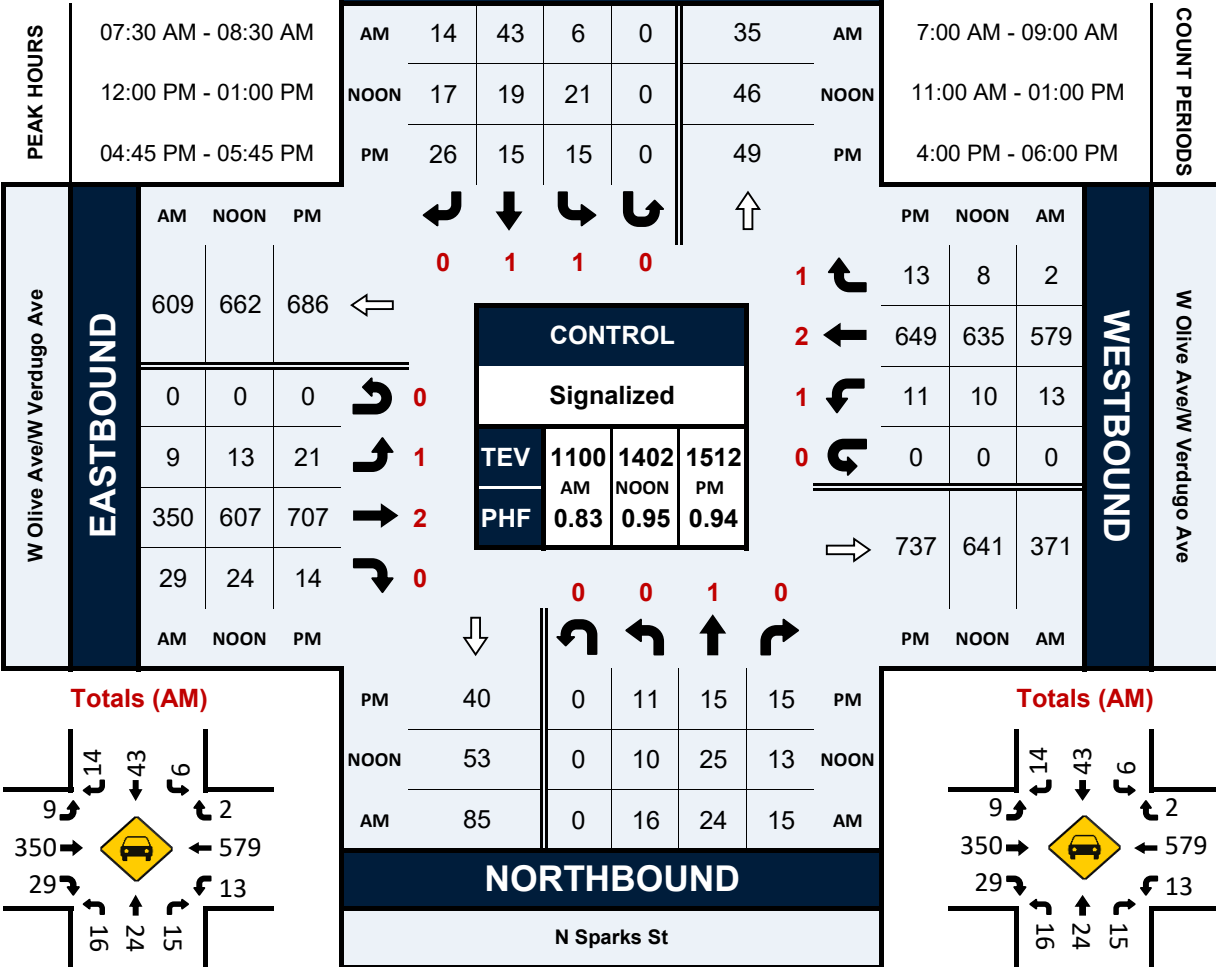 PEAK HOURS
07:30 AM - 08:30 AM
12:00 PM - 01:00 PM
04:45 PM - 05:45 PM
AM 14 43 6 0 35 AM
NOON 17 19 21 0 46 NOON
PM 26 15 15 0 49 PM
7:00 AM - 09:00 AM
11:00 AM - 01:00 PM
4:00 PM - 06:00 PM
COUNT PERIODS
0 1 1 0
W Olive Ave/W Verdugo Ave
EASTBOUND
AM NOON PM
609 662 686
0 0 0 0
9 13 21 1
350 607 707 2
29 24 14 0
AM NOON PM
CONTROL
Signalized
TEV 1100 1402 1512
AM NOON PM
PHF 0.83 0.95 0.94
PM NOON AM
1 13 8 2
2 649 635 579
1 11 10 13
0 0 0 0
737 641 371
PM NOON AM
WESTBOUND
W Olive Ave/W Verdugo Ave
0 0 1 0
PM 40 0 11 15 15 PM
NOON 53 0 10 25 13 NOON
AM 85 0 16 24 15 AM
NORTHBOUND
N Sparks St
Totals (AM)
14 43 6
9 2
350 579
29 13
16 24 15
Totals (AM)
14 43 6
9 2
350 579
29 13
16 24 15